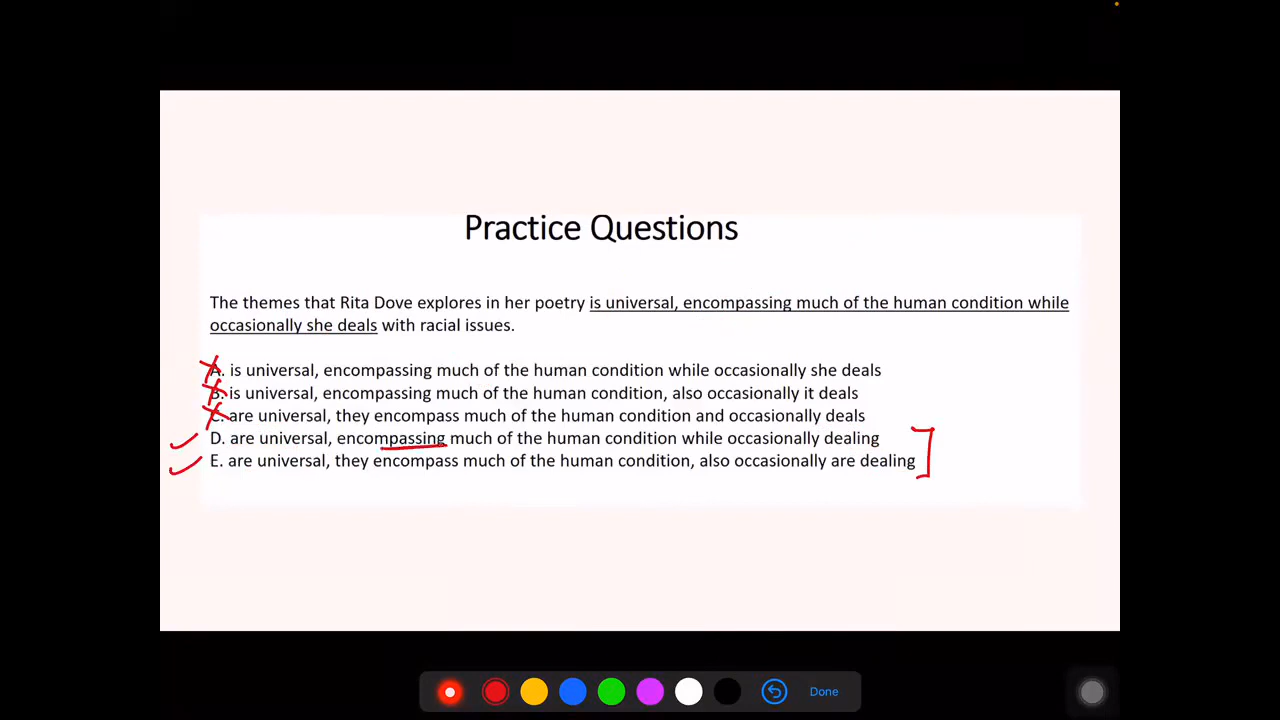 Practice Questions
The themes that Rita Dove explores in her poetry is universal, encompassing much of the human condition while
occasionally she deals with racial issues.
A. is universal, encompassing much of the human condition while occasionally she deals
B. is universal, encompassing much of the human condition, also occasionally it deals
C. are universal, they encompass much of the human condition and occasionally deals
D. are universal, encompassing much of the human condition while occasionally dealing
E. are universal, they encompass much of the human condition, also occasionally are dealing
Done